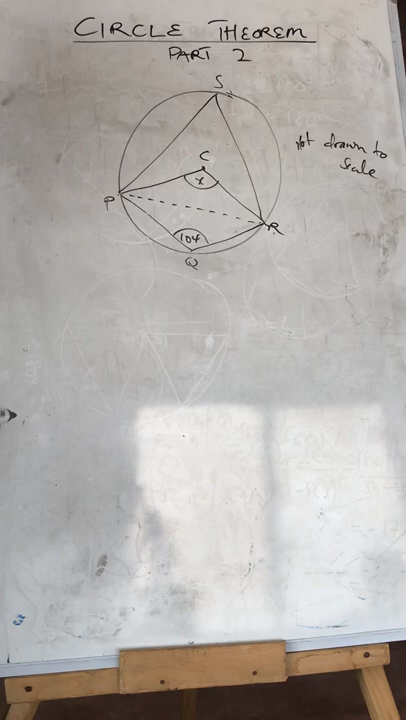 CIRCLE THEOREM
PART 2
S
not drawn to
scale
C
x
P
R
104
Q